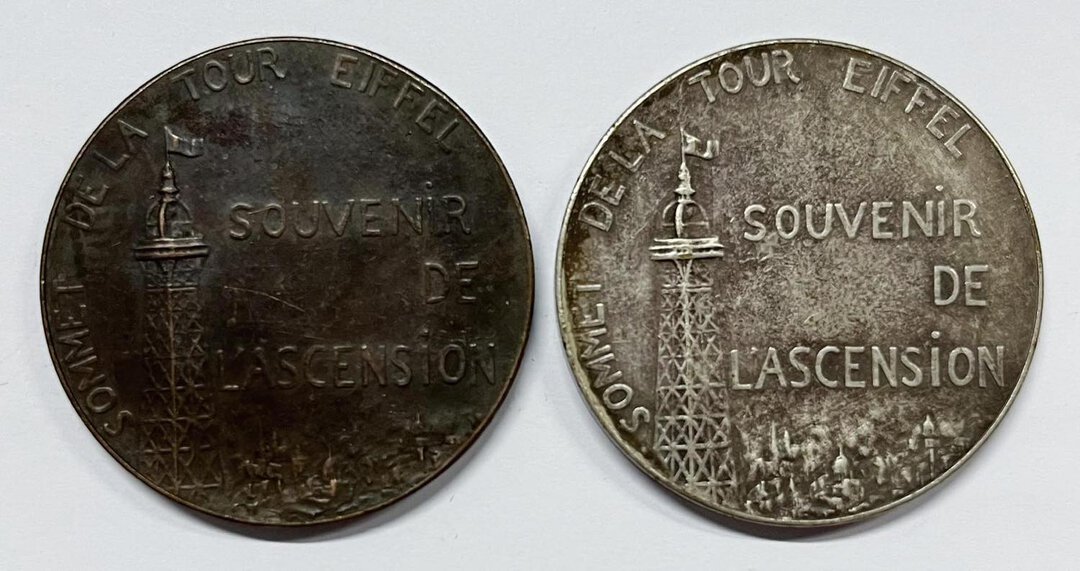 SOMMET DE LA TOUR EIFFEL
SOUVENiR
DE
L'ASCENSiON
SOMMET DE LA TOUR EIFFEL
SOUVENiR
DE
L'ASCENSiON